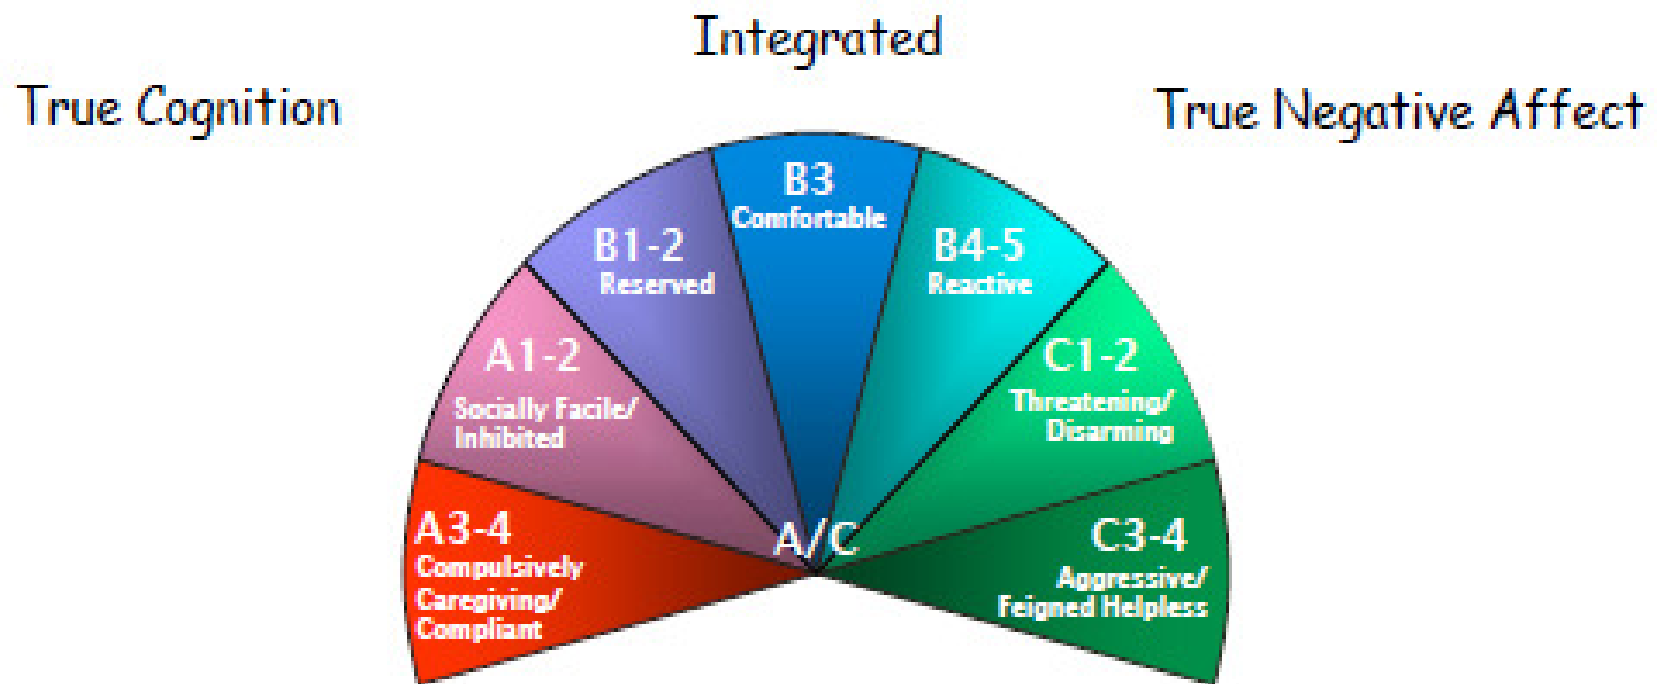 Integrated
True Cognition
True Negative Affect
B3
Comfortable
B1-2
Reserved
B4-5
Reactive
A1-2
Socially Facile/
Inhibited
C1-2
Threatening/
Disarming
A/C
A3-4
Compulsively
Caregiving/
Compliant
C3-4
Aggressive/
Feigned Helpless